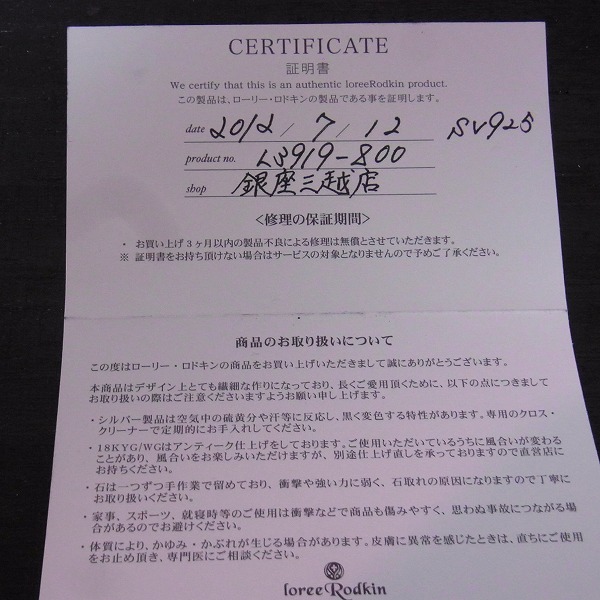 CERTIFICATE
証明書
We certify that this is an authentic loreeRodkin product.
この製品は、ローリー・ロドキンの製品である事を証明します。
date 2012 / 7 / 12 SV925
product no. LS919-800
shop 銀座三越店
<修理の保証期間>
・ お買い上げ3ヶ月以内の製品不良による修理は無償とさせていただきます。
※ 証明書をお持ち頂けない場合はサービスの対象となりませんので予めご了承ください。
商品のお取り扱いについて
この度はローリー・ロドキンの商品をお買い上げいただきまして誠にありがとうございます。
本商品はデザイン上とても繊細な作りになっており、長くご愛用頂くために、以下の点につきまして
お取り扱いの際はご注意くださいますようお願い申し上げます。
・シルバー製品は空気中の硫黄分や汗等に反応し、黒く変色する特性があります。専用のクロス・
クリーナーで定期的にお手入れしてください。
・18KYG/WGはアンティーク仕上げをしております。ご使用いただいているうちに風合いが変わる
ことがあり、風合いをお楽しみいただけますが、別途仕上げ直しを承っておりますので直営店に
お持ちください。
・石は一つずつ手作業で留めており、衝撃や強い力に弱く、石取れの原因になりますので丁寧に
お取り扱いください。
・家事、スポーツ、就寝時等のご使用は衝撃などで商品も傷みやすく、思わぬ事故につながる場
合があるのでお避けください。
・体質により、かゆみ・かぶれが生じる場合があります。皮膚に異常を感じたときは、直ちにご使用
をお止め頂き、専門医にご相談ください。
loreeRodkin